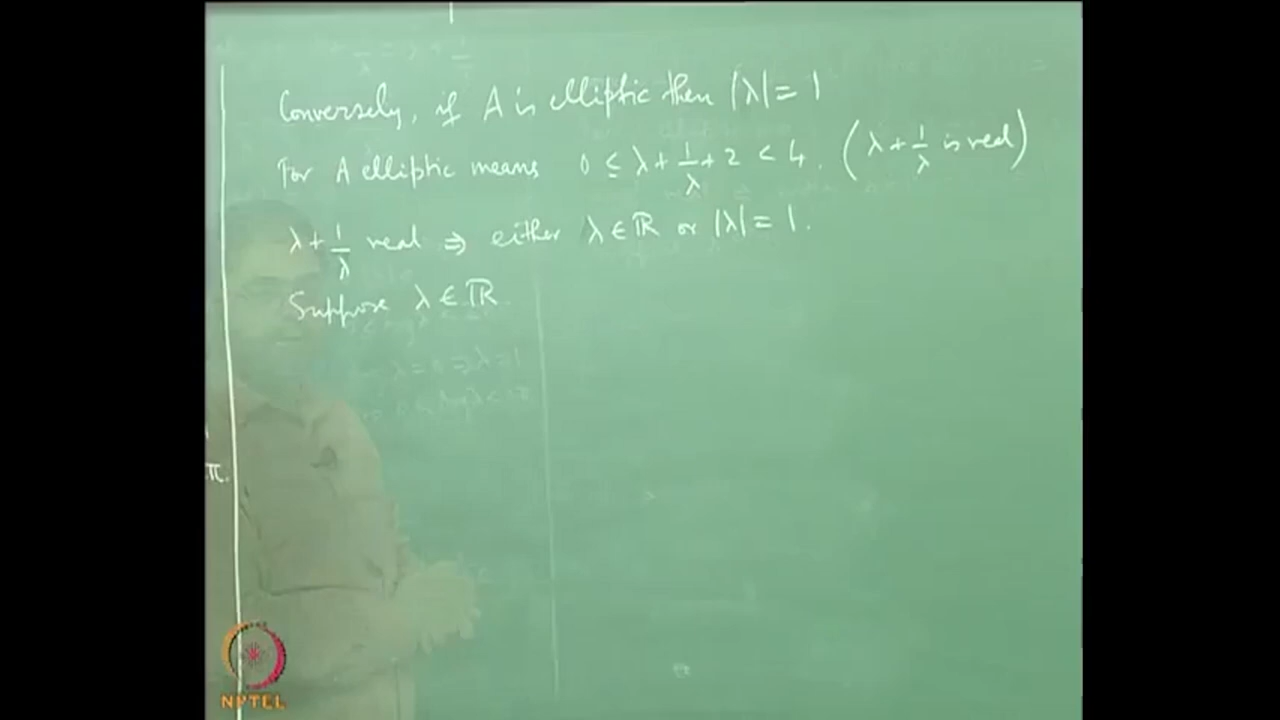 Conversely, if A is elliptic then |λ| = 1
For A elliptic means 0 ≤ λ + 1/λ + 2 < 4. (λ + 1/λ is real)
λ + 1/λ real ⇒ either λ ∈ ℝ or |λ| = 1.
Suppose λ ∈ ℝ
λ = 1
π.
NPTEL